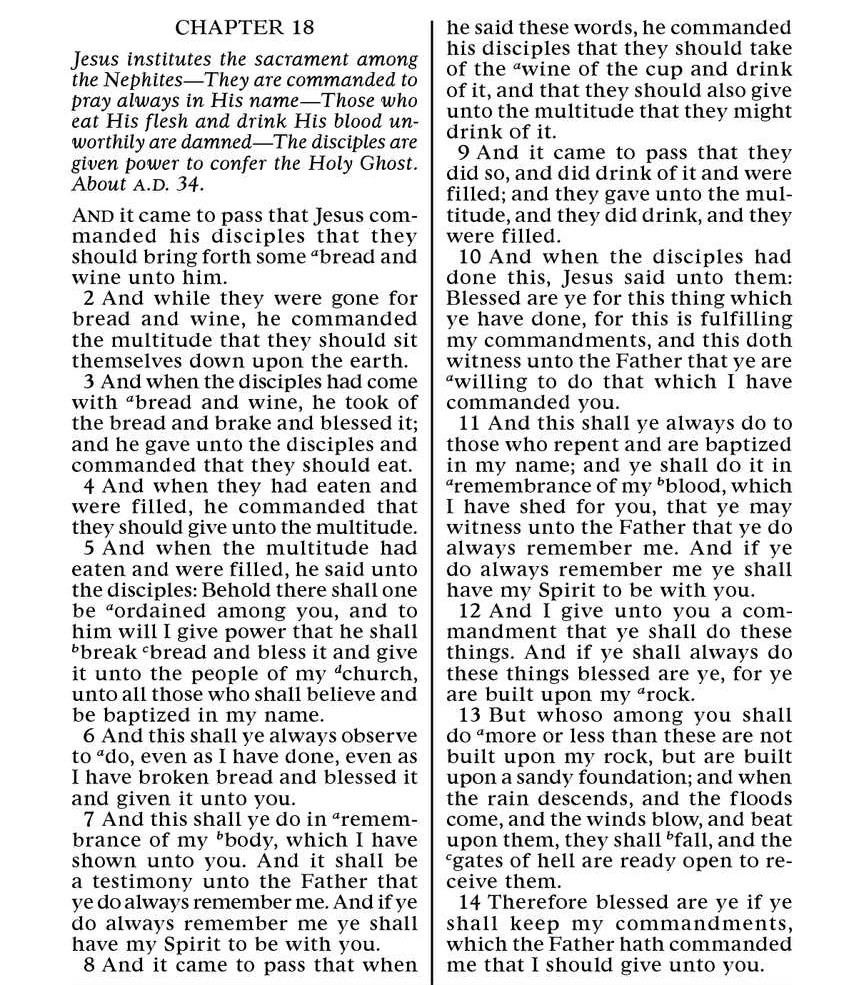 CHAPTER 18
Jesus institutes the sacrament among
the Nephites—They are commanded to
pray always in His name—Those who
eat His flesh and drink His blood un-
worthily are damned—The disciples are
given power to confer the Holy Ghost.
About A.D. 34.
AND it came to pass that Jesus com-
manded his disciples that they
should bring forth some abread and
wine unto him.
2 And while they were gone for
bread and wine, he commanded
the multitude that they should sit
themselves down upon the earth.
3 And when the disciples had come
with abread and wine, he took of
the bread and brake and blessed it;
and he gave unto the disciples and
commanded that they should eat.
4 And when they had eaten and
were filled, he commanded that
they should give unto the multitude.
5 And when the multitude had
eaten and were filled, he said unto
the disciples: Behold there shall one
be aordained among you, and to
him will I give power that he shall
bbreak cbread and bless it and give
it unto the people of my dchurch,
unto all those who shall believe and
be baptized in my name.
6 And this shall ye always observe
to ado, even as I have done, even as
I have broken bread and blessed it
and given it unto you.
7 And this shall ye do in aremem-
brance of my bbody, which I have
shown unto you. And it shall be
a testimony unto the Father that
ye do always remember me. And if ye
do always remember me ye shall
have my Spirit to be with you.
8 And it came to pass that when
he said these words, he commanded
his disciples that they should take
of the awine of the cup and drink
of it, and that they should also give
unto the multitude that they might
drink of it.
9 And it came to pass that they
did so, and did drink of it and were
filled; and they gave unto the mul-
titude, and they did drink, and they
were filled.
10 And when the disciples had
done this, Jesus said unto them:
Blessed are ye for this thing which
ye have done, for this is fulfilling
my commandments, and this doth
witness unto the Father that ye are
awilling to do that which I have
commanded you.
11 And this shall ye always do to
those who repent and are baptized
in my name; and ye shall do it in
aremembrance of my bblood, which
I have shed for you, that ye may
witness unto the Father that ye do
always remember me. And if ye
do always remember me ye shall
have my Spirit to be with you.
12 And I give unto you a com-
mandment that ye shall do these
things. And if ye shall always do
these things blessed are ye, for ye
are built upon my arock.
13 But whoso among you shall
do amore or less than these are not
built upon my rock, but are built
upon a sandy foundation; and when
the rain descends, and the floods
come, and the winds blow, and beat
upon them, they shall bfall, and the
cgates of hell are ready open to re-
ceive them.
14 Therefore blessed are ye if ye
shall keep my commandments,
which the Father hath commanded
me that I should give unto you.